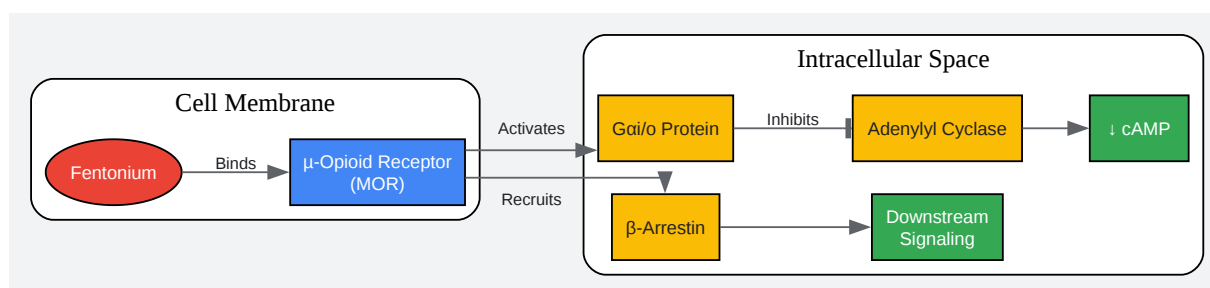 Cell Membrane
Fentonium
Binds
μ-Opioid Receptor
(MOR)
Activates
Recruits
Intracellular Space
Gαi/o Protein
Inhibits
Adenylyl Cyclase
↓ cAMP
β-Arrestin
Downstream
Signaling